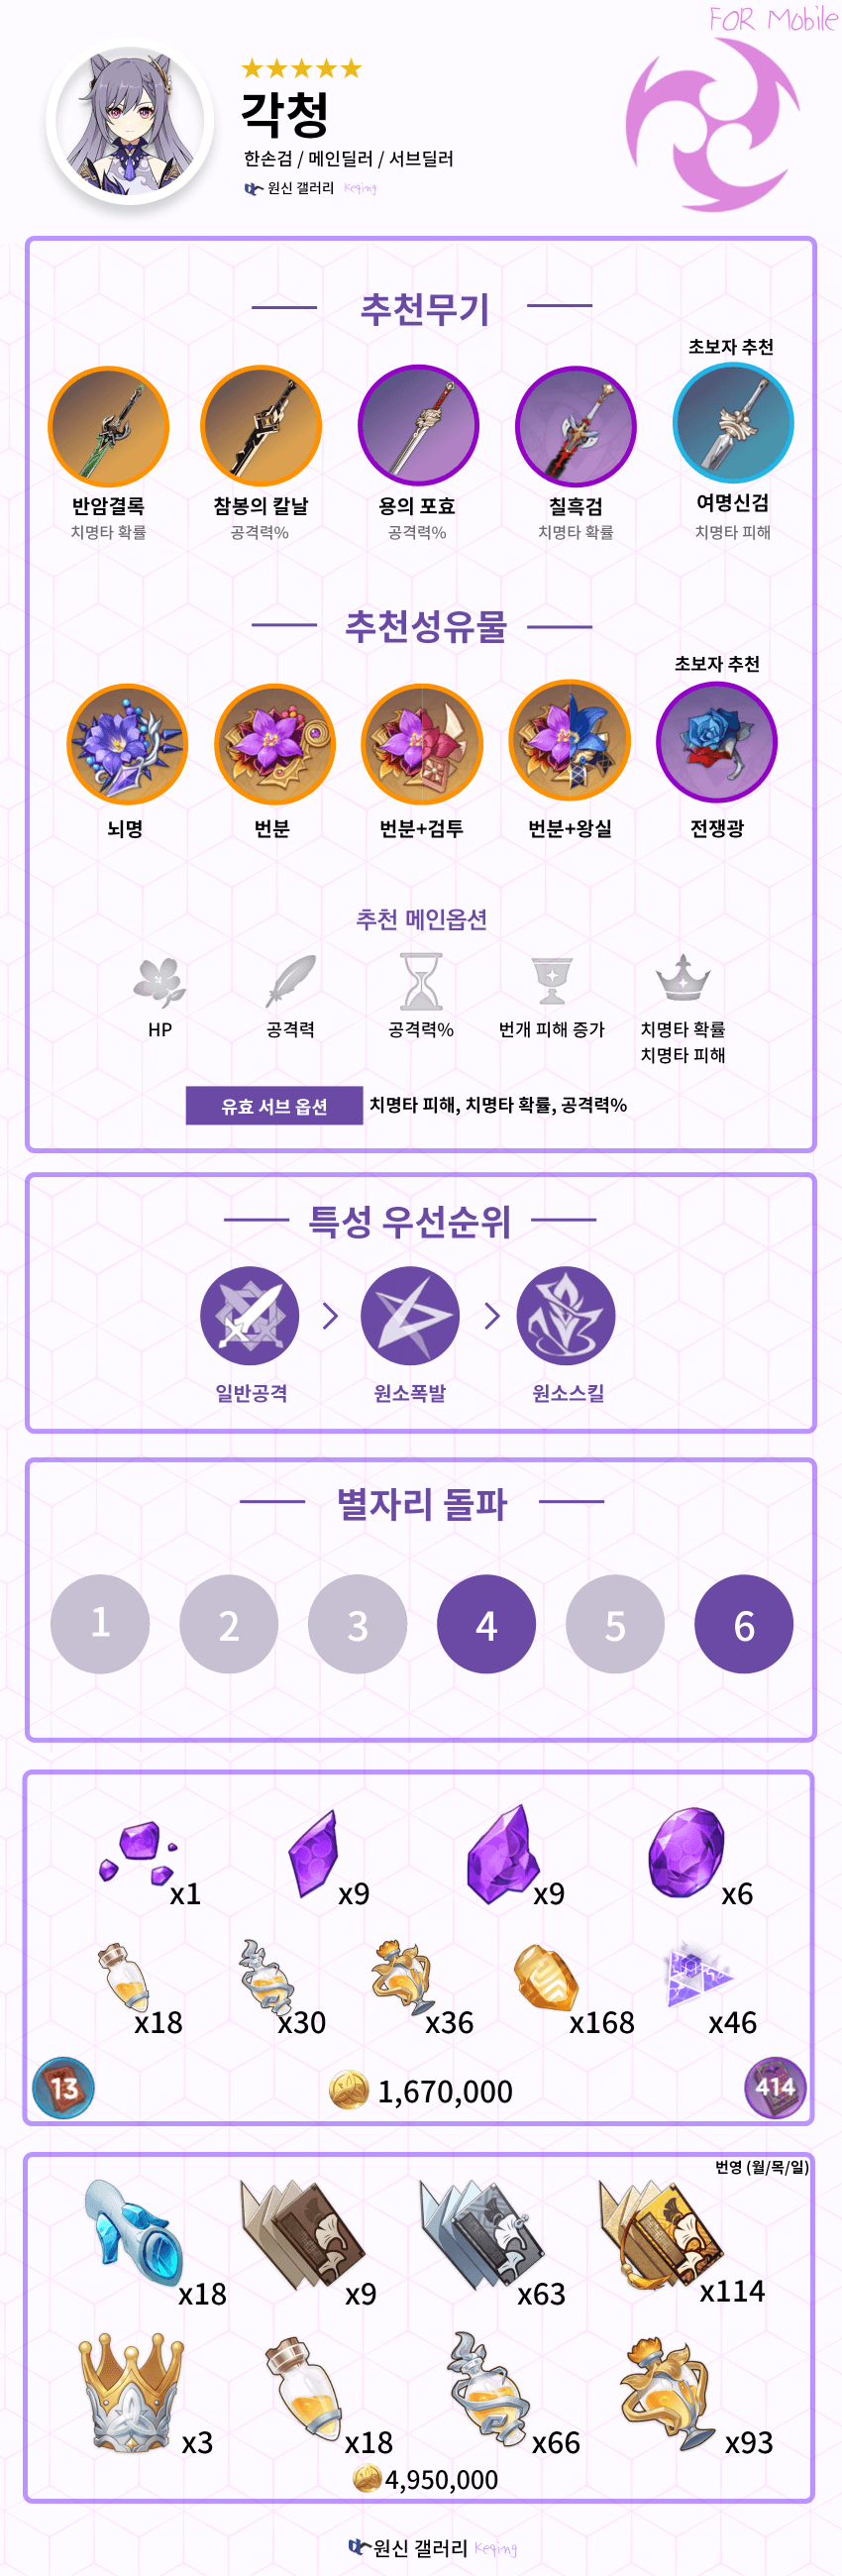 FOR Mobile
각청
한손검 / 메인딜러 / 서브딜러
원신 갤러리 Keqing
추천무기
초보자 추천
반암결록 참봉의 칼날 용의 포효 칠흑검 여명신검
치명타 확률 공격력% 공격력% 치명타 확률 치명타 피해
추천성유물
초보자 추천
뇌명 번분 번분+검투 번분+왕실 전쟁광
추천 메인옵션
HP 공격력 공격력% 번개 피해 증가 치명타 확률
치명타 피해
유효 서브 옵션 치명타 피해, 치명타 확률, 공격력%
특성 우선순위
일반공격 원소폭발 원소스킬
별자리 돌파
1 2 3 4 5 6
x1 x9 x9 x6
x18 x30 x36 x168 x46
13 1,670,000 414
번영 (월/목/일)
x18 x9 x63 x114
x3 x18 x66 x93
4,950,000
원신 갤러리 Keqing